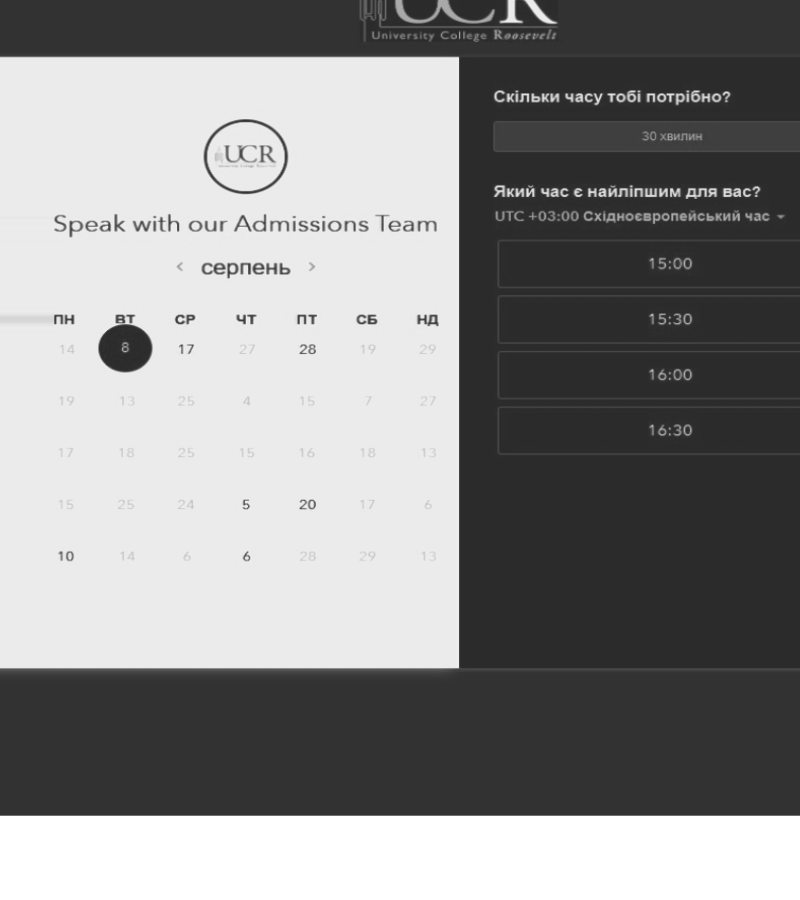 UCR
University College Roosevelt
UCR
Speak with our Admissions Team
‹ серпень ›
ПН ВТ СР ЧТ ПТ СБ НД
14 8 17 27 28 19 29
19 13 25 4 15 7 27
17 18 25 15 16 18 13
15 25 24 5 20 17 6
10 14 6 6 28 29 13
Скільки часу тобі потрібно?
30 хвилин
Який час є найліпшим для вас?
UTC +03:00 Східноєвропейський час
15:00
15:30
16:00
16:30